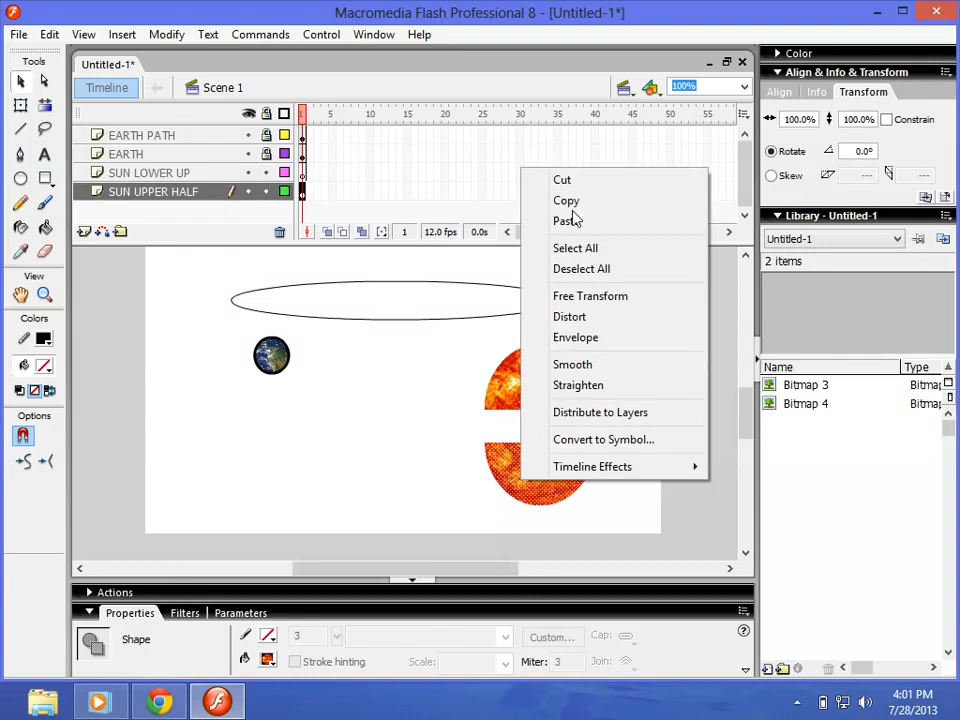 Macromedia Flash Professional 8 - [Untitled-1*]
File Edit View Insert Modify Text Commands Control Window Help
Tools
View
Colors
Options
Untitled-1*
Timeline
Scene 1
100%
1 5 10 15 20 25 30 35 40 45 50 55
EARTH PATH
EARTH
SUN LOWER UP
SUN UPPER HALF
1 12.0 fps 0.0s
Cut
Copy
Paste
Select All
Deselect All
Free Transform
Distort
Envelope
Smooth
Straighten
Distribute to Layers
Convert to Symbol...
Timeline Effects
Color
Align & Info & Transform
Align Info Transform
100.0% 100.0% Constrain
Rotate 0.0°
Skew --- ---
Library - Untitled-1
Untitled-1
2 items
Name Type
Bitmap 3 Bitmap
Bitmap 4 Bitmap
Actions
Properties Filters Parameters
Shape
3
Custom...
Cap:
Stroke hinting
Scale:
Miter: 3
Join:
4:01 PM
7/28/2013